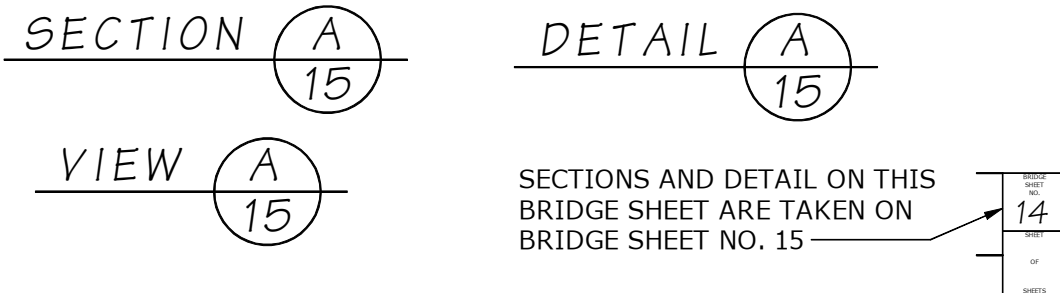 SECTION A
15
DETAIL A
15
VIEW A
15
SECTIONS AND DETAIL ON THIS
BRIDGE SHEET ARE TAKEN ON
BRIDGE SHEET NO. 15
BRIDGE
SHEET
NO.
14
SHEET
OF
SHEETS